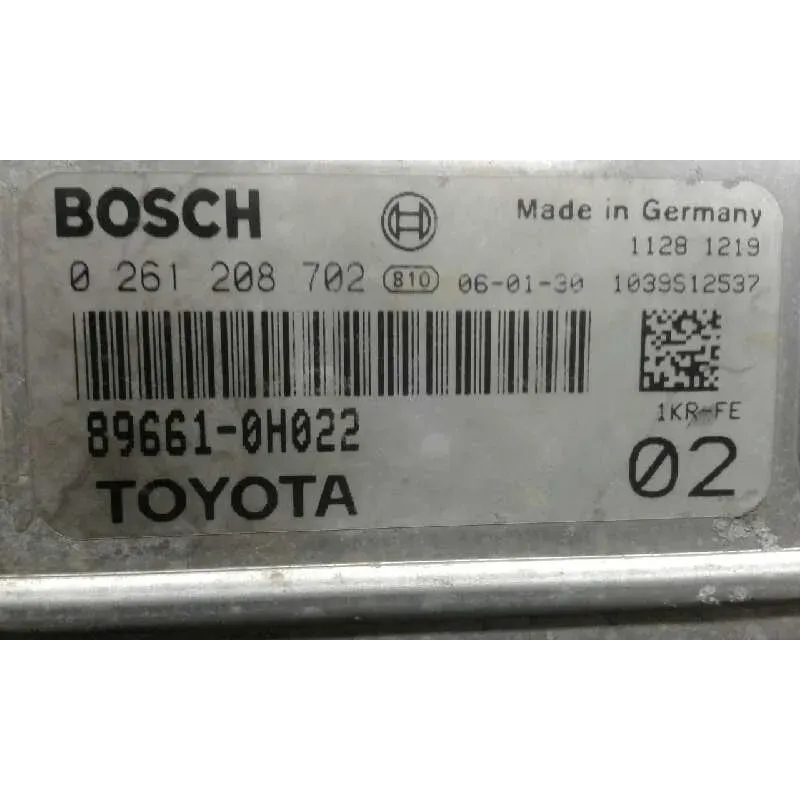 BOSCH Made in Germany
1128 1219
0 261 208 702 810 06-01-30 1039S12537
89661-0H022 1KR-FE
TOYOTA 02